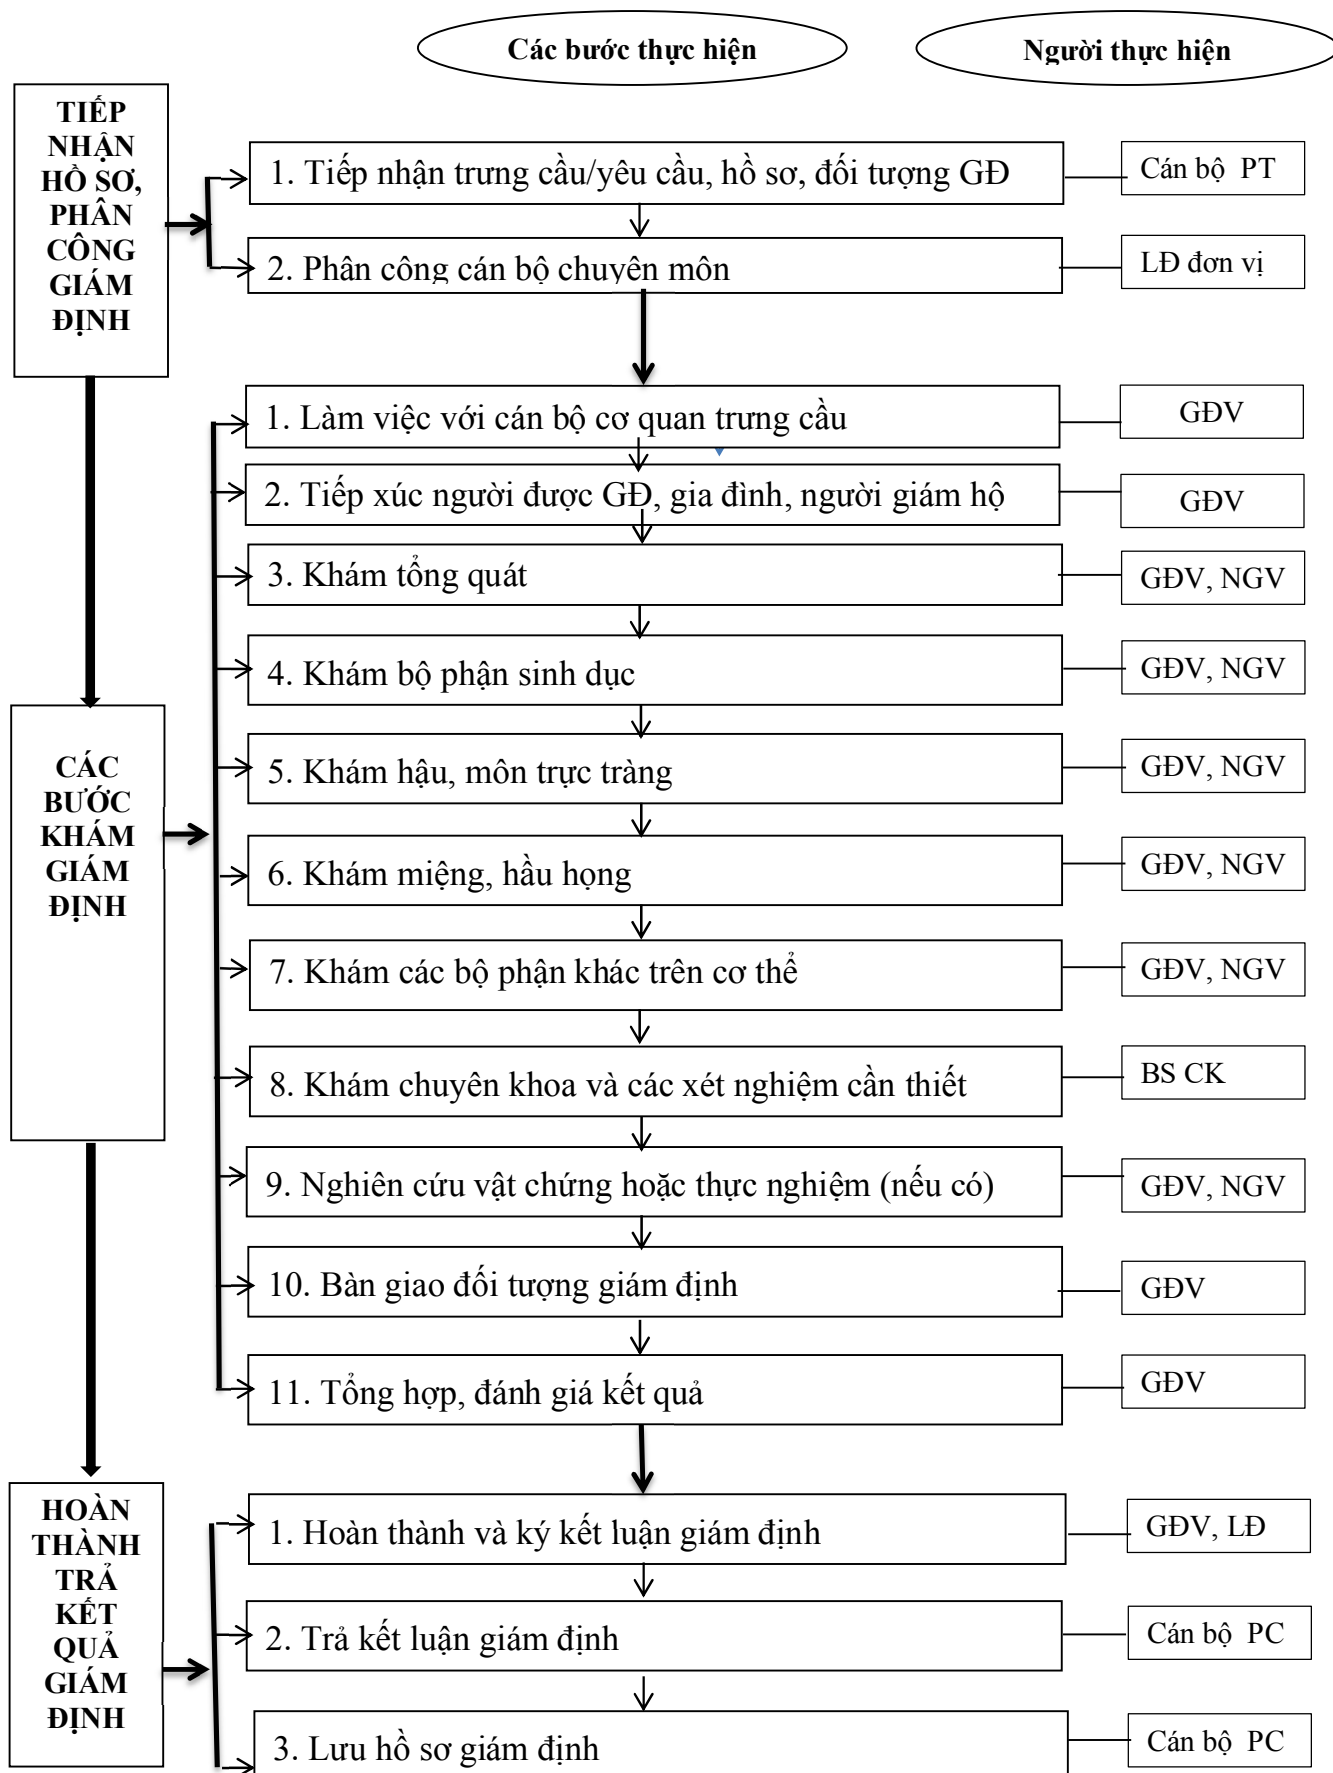 Các bước thực hiện
Người thực hiện
TIẾP
NHẬN
HỒ SƠ,
PHÂN
CÔNG
GIÁM
ĐỊNH
1. Tiếp nhận trưng cầu/yêu cầu, hồ sơ, đối tượng GĐ
Cán bộ PT
2. Phân công cán bộ chuyên môn
LĐ đơn vị
CÁC
BƯỚC
KHÁM
GIÁM
ĐỊNH
1. Làm việc với cán bộ cơ quan trưng cầu
GĐV
2. Tiếp xúc người được GĐ, gia đình, người giám hộ
GĐV
3. Khám tổng quát
GĐV, NGV
4. Khám bộ phận sinh dục
GĐV, NGV
5. Khám hậu, môn trực tràng
GĐV, NGV
6. Khám miệng, hầu họng
GĐV, NGV
7. Khám các bộ phận khác trên cơ thể
GĐV, NGV
8. Khám chuyên khoa và các xét nghiệm cần thiết
BS CK
9. Nghiên cứu vật chứng hoặc thực nghiệm (nếu có)
GĐV, NGV
10. Bàn giao đối tượng giám định
GĐV
11. Tổng hợp, đánh giá kết quả
GĐV
HOÀN
THÀNH
TRẢ
KẾT
QUẢ
GIÁM
ĐỊNH
1. Hoàn thành và ký kết luận giám định
GĐV, LĐ
2. Trả kết luận giám định
Cán bộ PC
3. Lưu hồ sơ giám định
Cán bộ PC